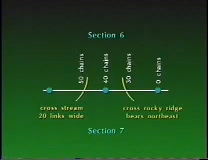 Section 6
80 chains
40 chains
30 chains
0 chains
cross stream
20 links wide
cross rocky ridge
bears northeast
Section 7